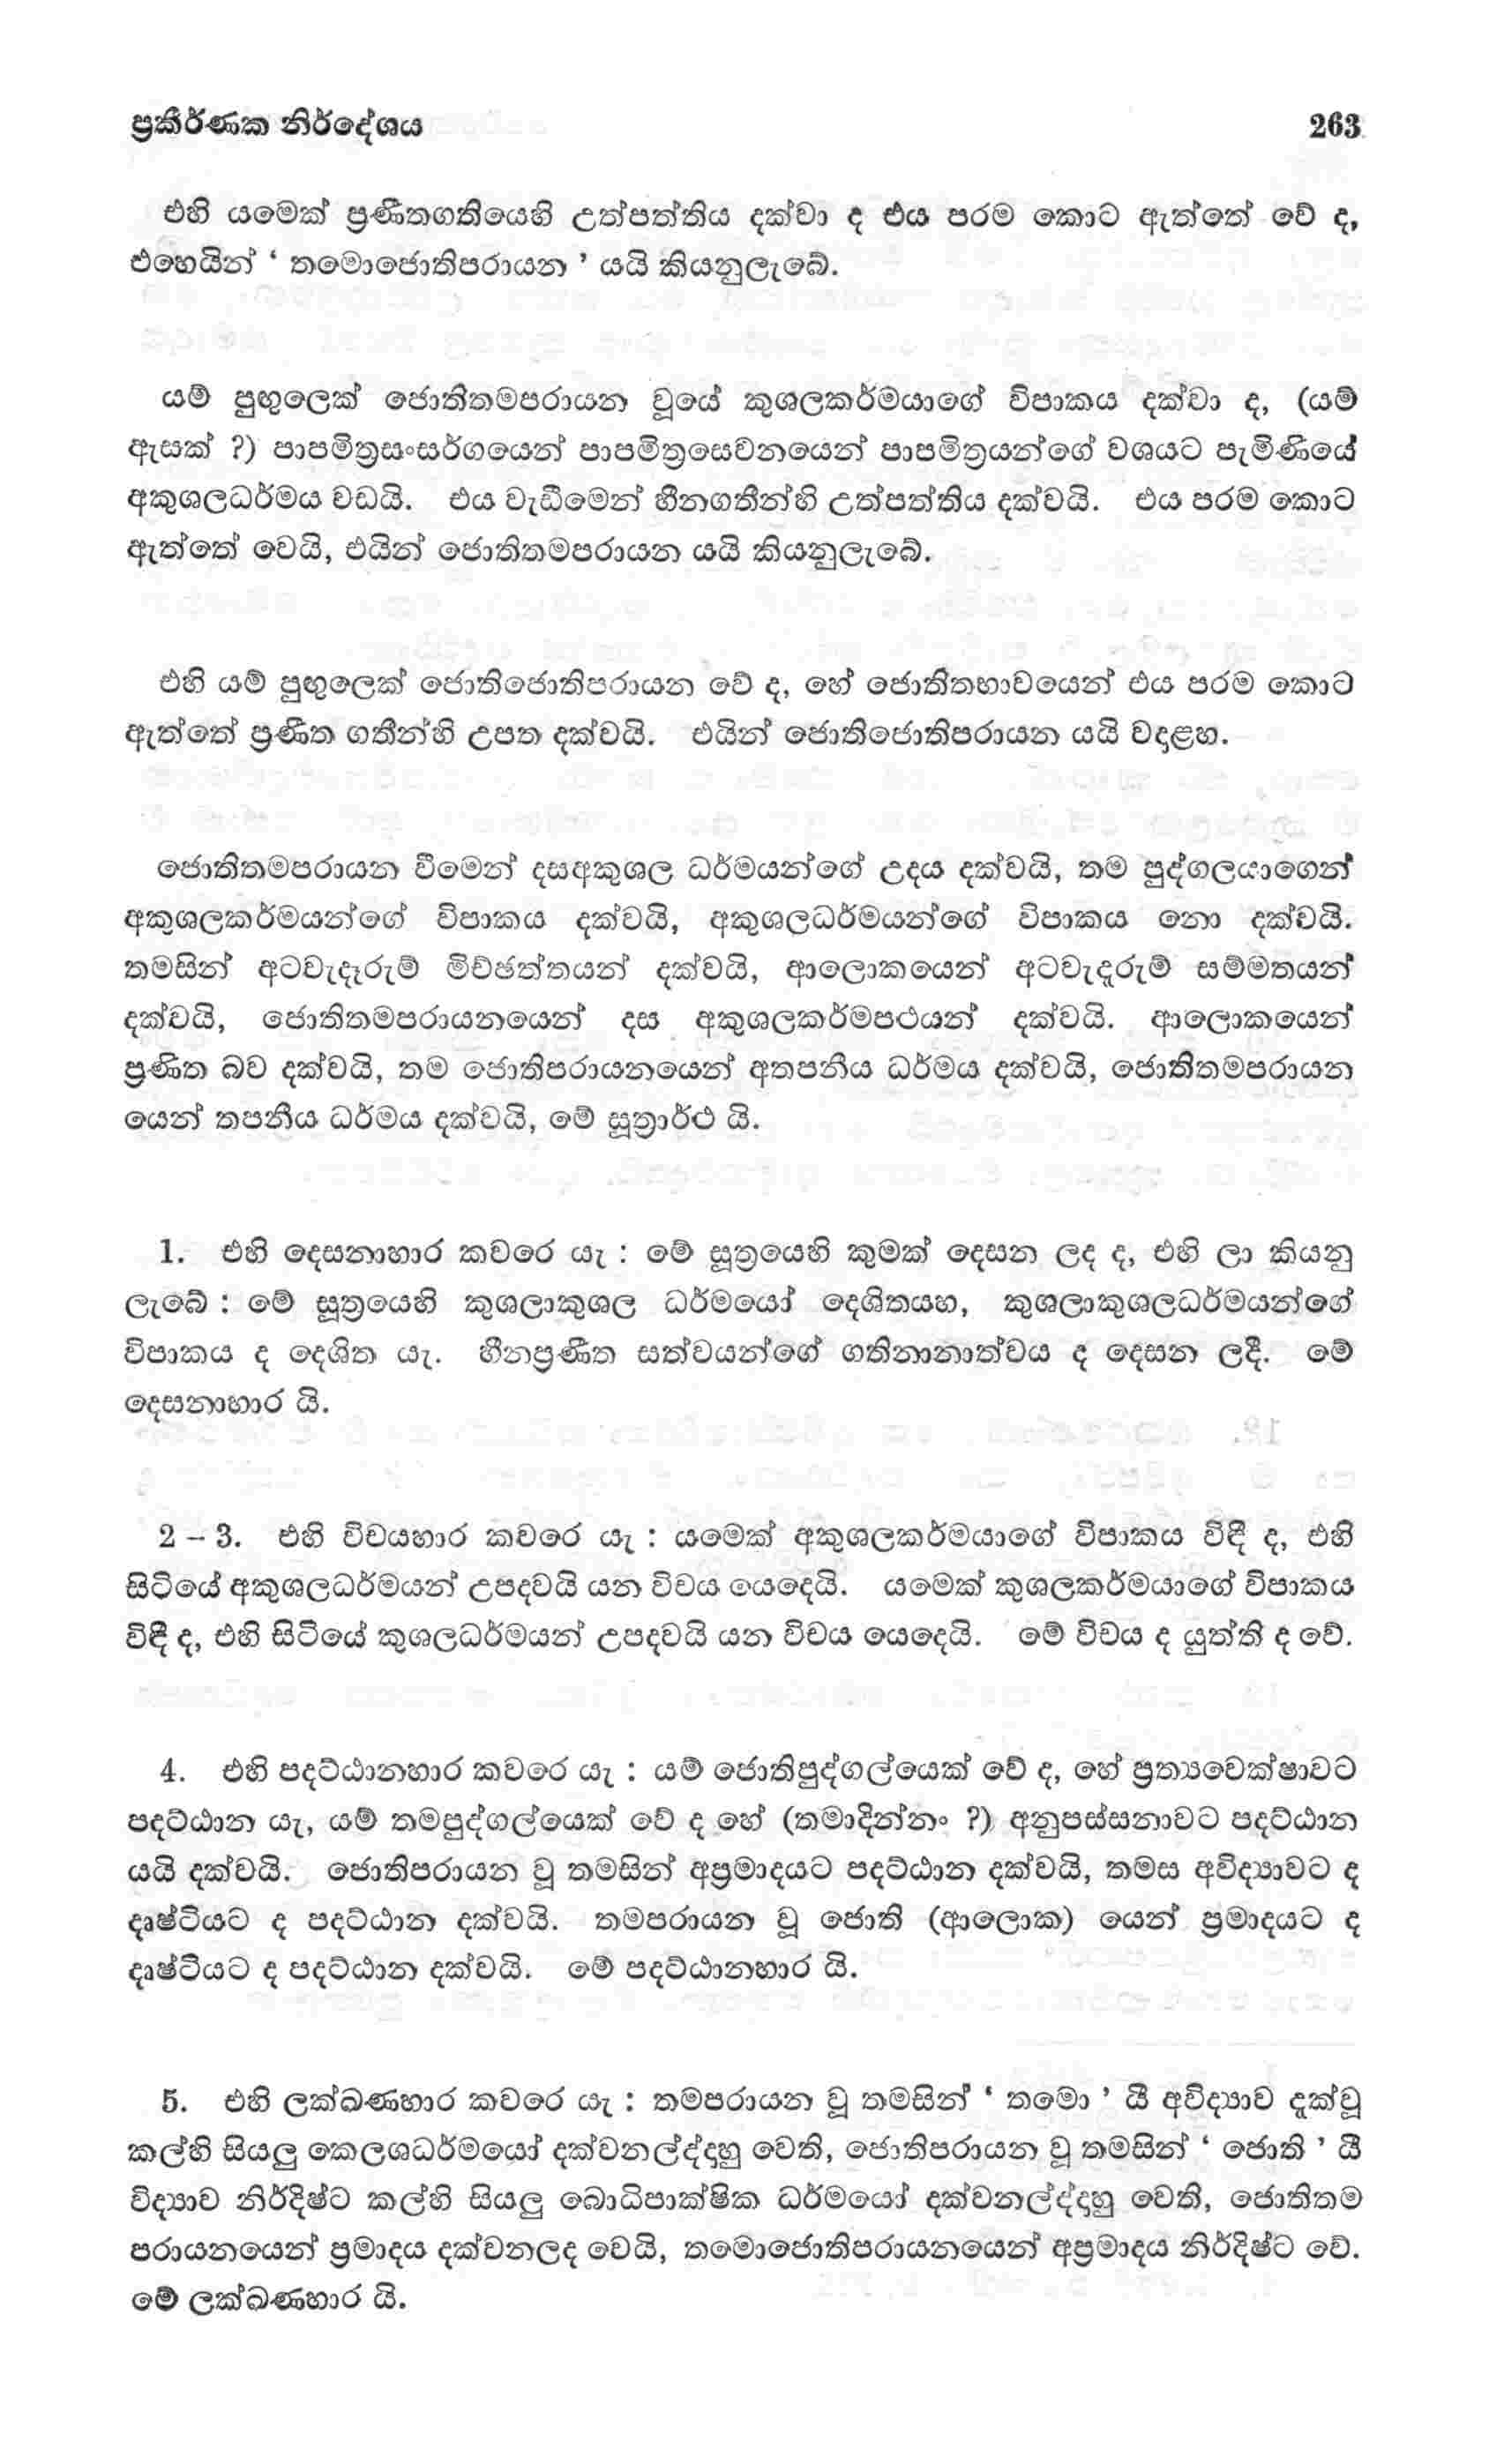 ප්‍රකීර්ණක නිර්දේශය 263
එහි යමෙක් ප්‍රණීතගතියෙහි උත්පත්තිය දක්වා ද එය පරම කොට ඇත්තේ වේ ද,
එහෙයින් ‘ තමොජොතිපරායන ’ යයි කියනුලැබේ.
යම් පුඟුලෙක් ජොතිතමපරායන වූයේ කුශලකර්මයාගේ විපාකය දක්වා ද, (යම්
ඇසක් ?) පාපමිත්‍රසංසර්ගයෙන් පාපමිත්‍රසෙවනයෙන් පාපමිත්‍රයන්ගේ වශයට පැමිණියේ
අකුශලධර්මය වඩයි. එය වැඩීමෙන් හීනගතීන්හි උත්පත්තිය දක්වයි. එය පරම කොට
ඇත්තේ වෙයි, එයින් ජොතිතමපරායන යයි කියනුලැබේ.
එහි යම් පුඟුලෙක් ජොතිජොතිපරායන වේ ද, හේ ජොතිතභාවයෙන් එය පරම කොට
ඇත්තේ ප්‍රණීත ගතීන්හි උපත දක්වයි. එයින් ජොතිජොතිපරායන යයි වදාළහ.
ජොතිතමපරායන වීමෙන් දසඅකුශල ධර්මයන්ගේ උදය දක්වයි, තම පුද්ගලයාගෙන්
අකුශලකර්මයන්ගේ විපාකය දක්වයි, අකුශලධර්මයන්ගේ විපාකය නො දක්වයි.
තමසින් අටවැදෑරුම් මිච්ඡත්තයන් දක්වයි, ආලොකයෙන් අටවැදෑරුම් සම්මතයන්
දක්වයි, ජොතිතමපරායනයෙන් දස අකුශලකර්මපථයන් දක්වයි. ආලොකයෙන්
ප්‍රණිත බව දක්වයි, තම ජොතිපරායනයෙන් අතපනීය ධර්මය දක්වයි, ජොතිතමපරායන
යෙන් තපනීය ධර්මය දක්වයි, මේ සූත්‍රාර්ථ යි.
1. එහි දෙසනාහාර කවරෙ යැ : මේ සූත්‍රයෙහි කුමක් දෙසන ලද ද, එහි ලා කියනු
ලැබේ : මේ සූත්‍රයෙහි කුශලාකුශල ධර්මයෝ දෙශිතයහ, කුශලාකුශලධර්මයන්ගේ
විපාකය ද දෙශිත යැ. හීනප්‍රණීත සත්වයන්ගේ ගතිනානාත්වය ද දෙසන ලදී. මේ
දෙසනාහාර යි.
2 – 3. එහි විචයහාර කවරෙ යැ : යමෙක් අකුශලකර්මයාගේ විපාකය විඳී ද, එහි
සිටියේ අකුශලධර්මයන් උපදවයි යන විචය යෙදෙයි. යමෙක් කුශලකර්මයාගේ විපාකය
විඳී ද, එහි සිටියේ කුශලධර්මයන් උපදවයි යන විචය යෙදෙයි. මේ විචය ද යුත්ති ද වේ.
4. එහි පදට්ඨානහාර කවරෙ යැ : යම් ජොතිපුද්ගල්යෙක් වේ ද, හේ ප්‍රත්‍යවෙක්ෂාවට
පදට්ඨාන යැ, යම් තමපුද්ගල්යෙක් වේ ද හේ (තමාදින්නං ?) අනුපස්සනාවට පදට්ඨාන
යයි දක්වයි. ජොතිපරායන වූ තමසින් අප්‍රමාදයට පදට්ඨාන දක්වයි, තමස අවිද්‍යාවට ද
දෘෂ්ටියට ද පදට්ඨාන දක්වයි. තමපරායන වූ ජොති (ආලොක) යෙන් ප්‍රමාදයට ද
දෘෂ්ටියට ද පදට්ඨාන දක්වයි. මේ පදට්ඨානහාර යි.
5. එහි ලක්ඛණහාර කවරෙ යැ : තමපරායන වූ තමසින් ‘ තමො ’ යී අවිද්‍යාව දැක්වූ
කල්හි සියලු කෙලශධර්මයෝ දක්වනල්ද්දාහු වෙති, ජොතිපරායන වූ තමසින් ‘ ජොති ’ යී
විද්‍යාව නිර්දිෂ්ට කල්හි සියලු බොධිපාක්ෂික ධර්මයෝ දක්වනල්ද්දාහු වෙති, ජොතිතම
පරායනයෙන් ප්‍රමාදය දක්වනලද වෙයි, තමොජොතිපරායනයෙන් අප්‍රමාදය නිර්දිෂ්ට වේ.
මේ ලක්ඛණහාර යි.